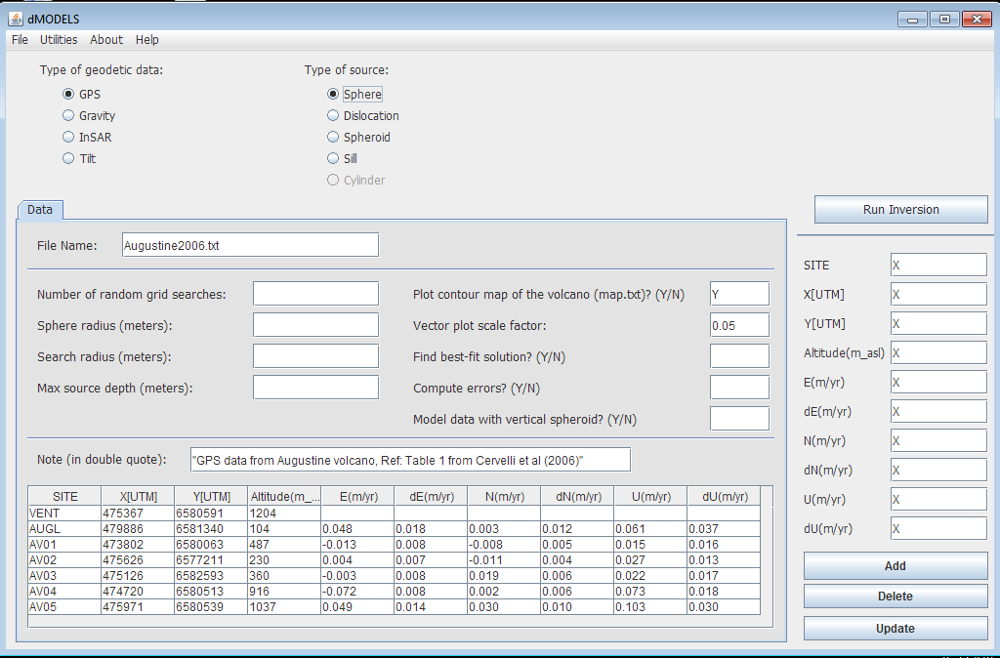 dMODELS
File Utilities About Help
Type of geodetic data: Type of source:
GPS Sphere
Gravity Dislocation
InSAR Spheroid
Tilt Sill
Cylinder
Data
Run Inversion
File Name: Augustine2006.txt
Number of random grid searches: Plot contour map of the volcano (map.txt)? (Y/N) Y
Sphere radius (meters): Vector plot scale factor: 0.05
Search radius (meters): Find best-fit solution? (Y/N)
Max source depth (meters): Compute errors? (Y/N)
Model data with vertical spheroid? (Y/N)
Note (in double quote): "GPS data from Augustine volcano, Ref: Table 1 from Cervelli et al (2006)"
SITE X[UTM] Y[UTM] Altitude(m_... E(m/yr) dE(m/yr) N(m/yr) dN(m/yr) U(m/yr) dU(m/yr)
VENT 475367 6580591 1204
AUGL 479886 6581340 104 0.048 0.018 0.003 0.012 0.061 0.037
AV01 473802 6580063 487 -0.013 0.008 -0.008 0.005 0.015 0.016
AV02 475626 6577211 230 0.004 0.007 -0.011 0.004 0.027 0.013
AV03 475126 6582593 360 -0.003 0.008 0.019 0.006 0.022 0.017
AV04 474720 6580513 916 -0.072 0.008 0.002 0.006 0.073 0.018
AV05 475971 6580539 1037 0.049 0.014 0.030 0.010 0.103 0.030
SITE X
X[UTM] X
Y[UTM] X
Altitude(m_asl) X
E(m/yr) X
dE(m/yr) X
N(m/yr) X
dN(m/yr) X
U(m/yr) X
dU(m/yr) X
Add
Delete
Update